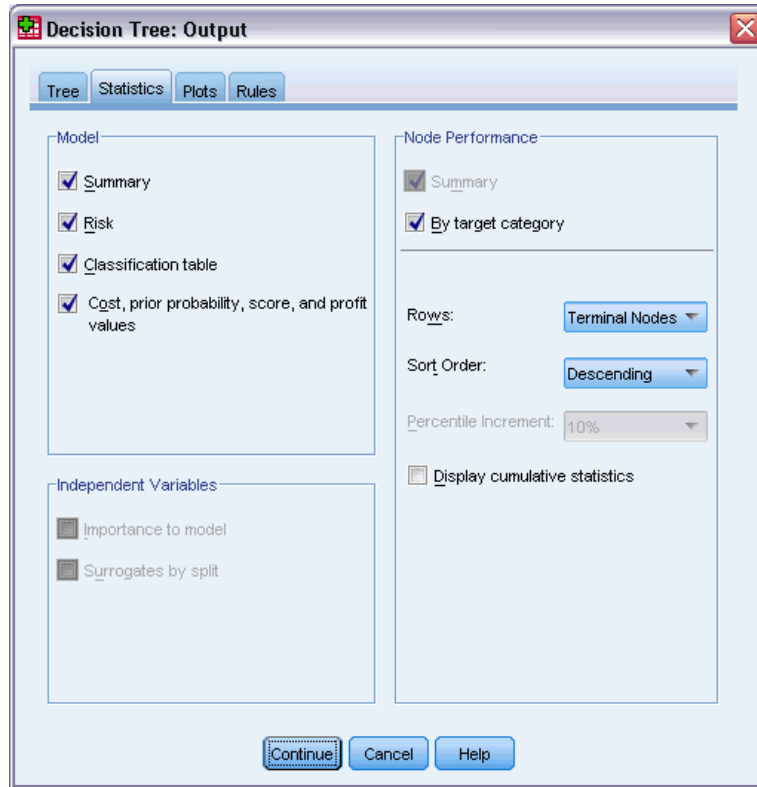 Decision Tree: Output
Tree
Statistics
Plots
Rules
Model
Summary
Risk
Classification table
Cost, prior probability, score, and profit
values
Independent Variables
Importance to model
Surrogates by split
Node Performance
Summary
By target category
Rows:
Terminal Nodes
Sort Order:
Descending
Percentile Increment:
10%
Display cumulative statistics
Continue
Cancel
Help